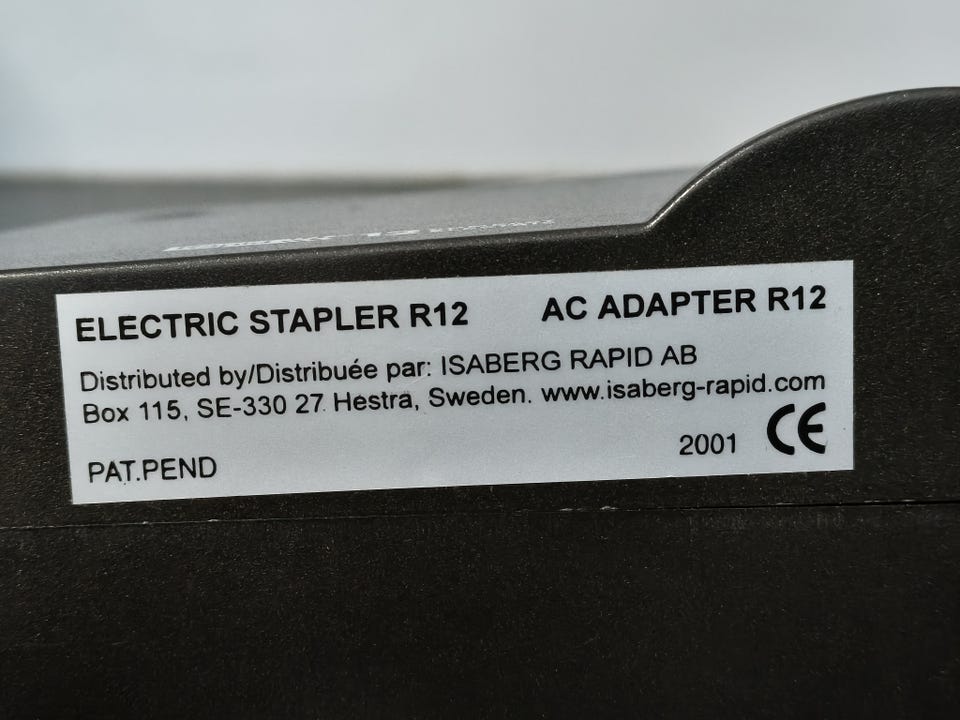 ELECTRIC STAPLER R12 AC ADAPTER R12
Distributed by/Distribuée par: ISABERG RAPID AB
Box 115, SE-330 27 Hestra, Sweden. www.isaberg-rapid.com
PAT.PEND 2001 CE